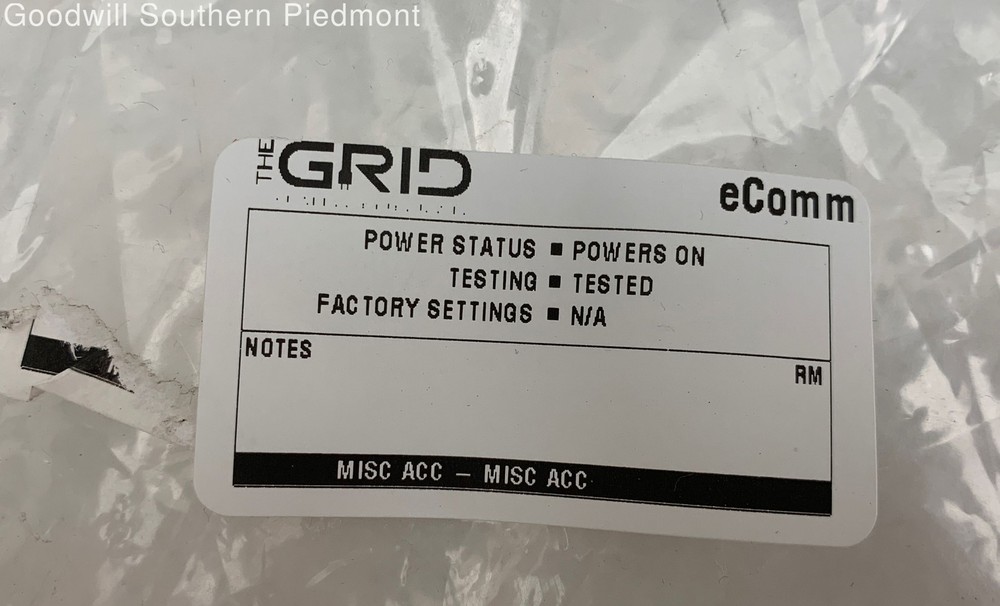 Goodwill Southern Piedmont
THE GRID
eComm
POWER STATUS ■ POWERS ON
TESTING ■ TESTED
FACTORY SETTINGS ■ N/A
NOTES
RM
MISC ACC – MISC ACC